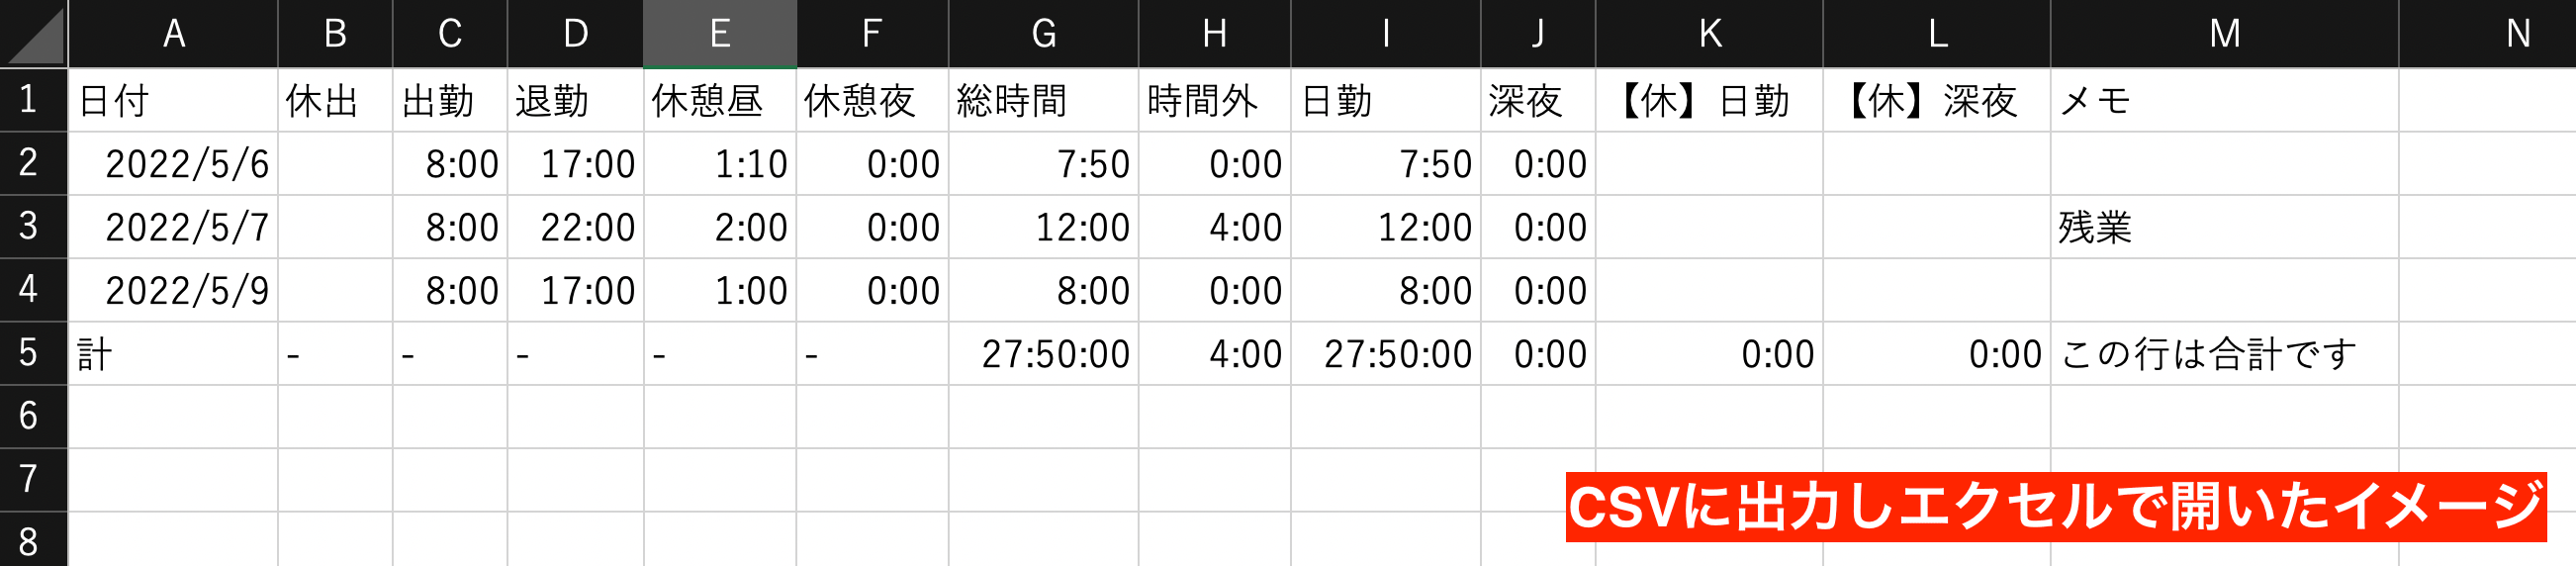 A B C D E F G H I J K L M N
1 日付 休出 出勤 退勤 休憩昼 休憩夜 総時間 時間外 日勤 深夜 【休】日勤 【休】深夜 メモ
2 2022/5/6 8:00 17:00 1:10 0:00 7:50 0:00 7:50 0:00
3 2022/5/7 8:00 22:00 2:00 0:00 12:00 4:00 12:00 0:00 残業
4 2022/5/9 8:00 17:00 1:00 0:00 8:00 0:00 8:00 0:00
5 計 - - - - - 27:50:00 4:00 27:50:00 0:00 0:00 0:00 この行は合計です
6
7
CSVに出力しエクセルで開いたイメージ
8